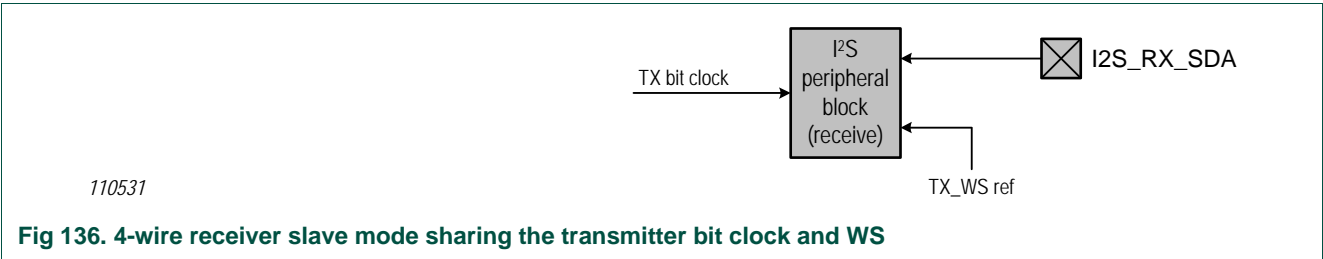 I²S
peripheral
block
(receive)
TX bit clock
I2S_RX_SDA
TX_WS ref
110531
Fig 136. 4-wire receiver slave mode sharing the transmitter bit clock and WS